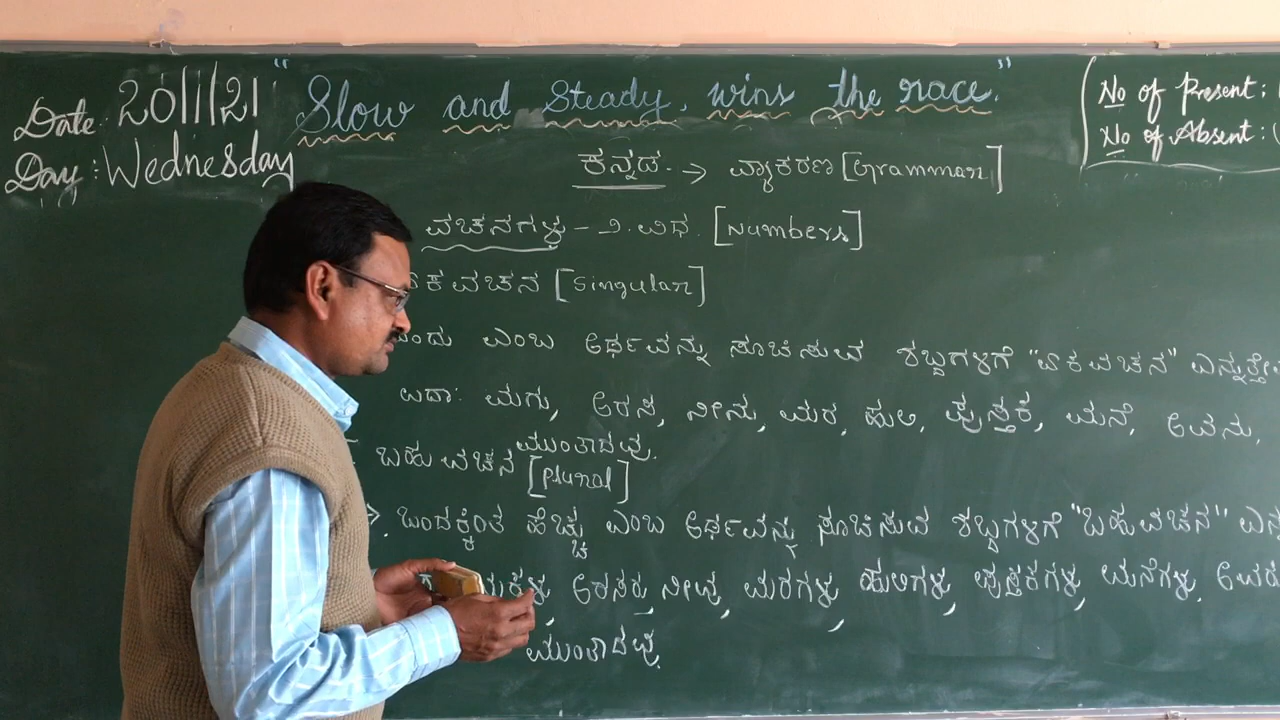 Date: 20/1/21
Day: Wednesday
"Slow and Steady, wins the race."
No of Present:
No of Absent:
ಕನ್ನಡ. → ವ್ಯಾಕರಣ [Grammar]
ವಚನಗಳು - ೨. ವಿಧ. [Numbers]
ಏಕವಚನ [Singular]
ಒಂದು ಎಂಬ ಅರ್ಥವನ್ನು ಸೂಚಿಸುವ ಶಬ್ದಗಳಿಗೆ "ಏಕವಚನ"
ಉದಾ: ಮಗು, ಅರಸ, ನೀನು, ಮರ, ಹುಲಿ, ಪುಸ್ತಕ, ಮನೆ, ಅವನು,
ಮುಂತಾದವು.
ಬಹುವಚನ [Plural]
ಒಂದಕ್ಕಿಂತ ಹೆಚ್ಚು ಎಂಬ ಅರ್ಥವನ್ನು ಸೂಚಿಸುವ ಶಬ್ದಗಳಿಗೆ "ಬಹುವಚನ"
ಅರಸರು, ನೀವು, ಮರಗಳು, ಹುಲಿಗಳು, ಪುಸ್ತಕಗಳು, ಮನೆಗಳು,
ಮುಂತಾದವು.